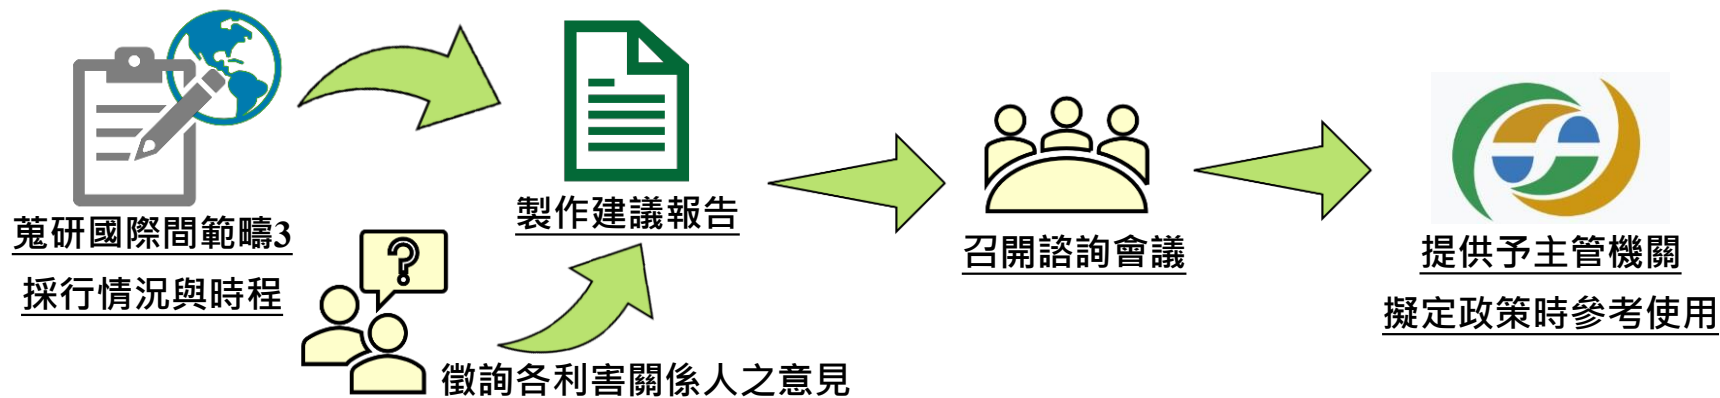 蒐研國際間範疇3
採行情況與時程
徵詢各利害關係人之意見
製作建議報告
召開諮詢會議
提供予主管機關
擬定政策時參考使用